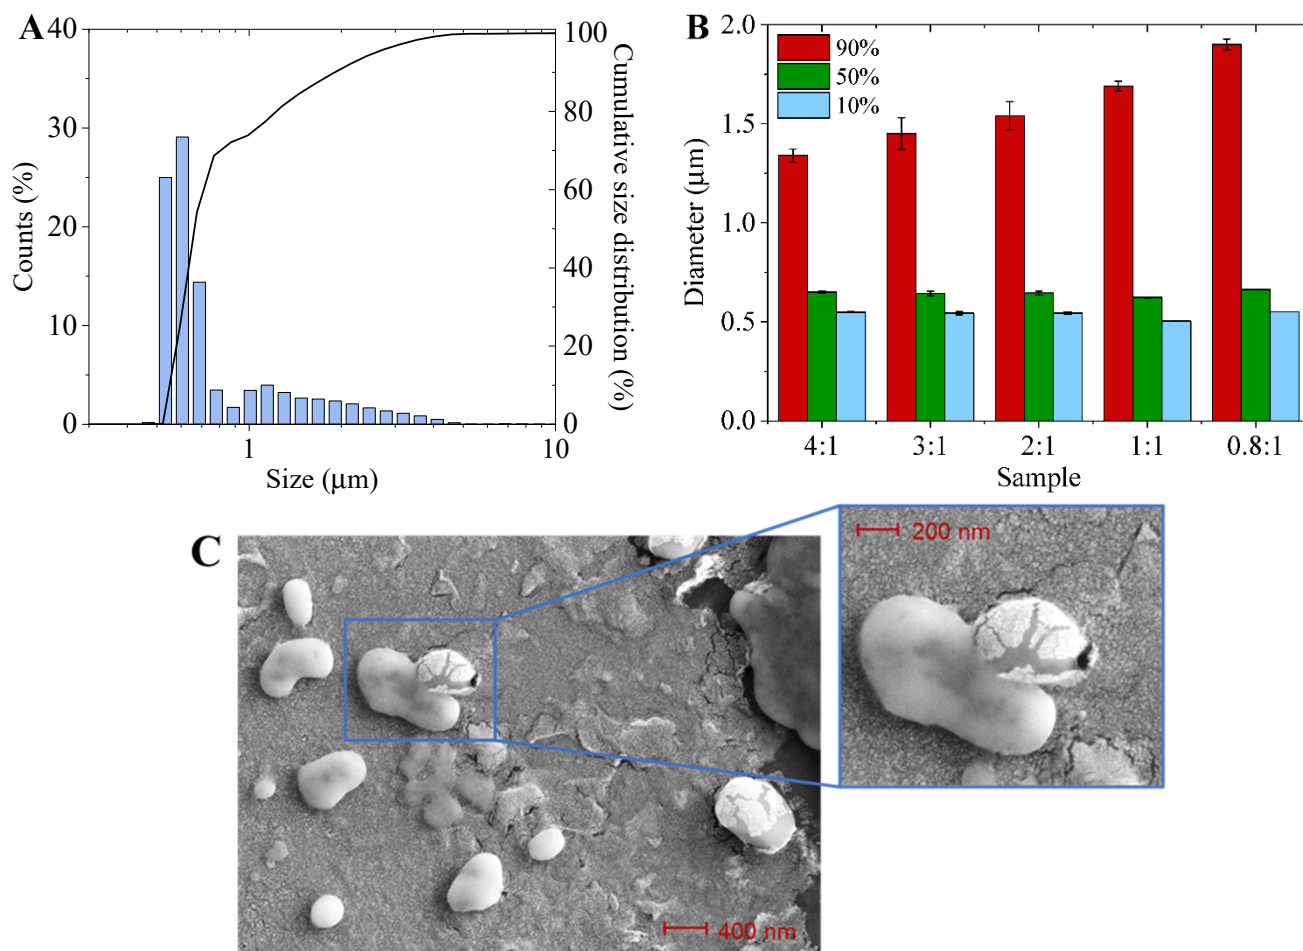 A
40
30
20
10
0
Counts (%)
1
10
Size (μm)
100
80
60
40
20
0
Cumulative size distribution (%)
B
2.0
1.5
1.0
0.5
0.0
Diameter (μm)
90%
50%
10%
4:1
3:1
2:1
1:1
0.8:1
Sample
C
400 nm
200 nm